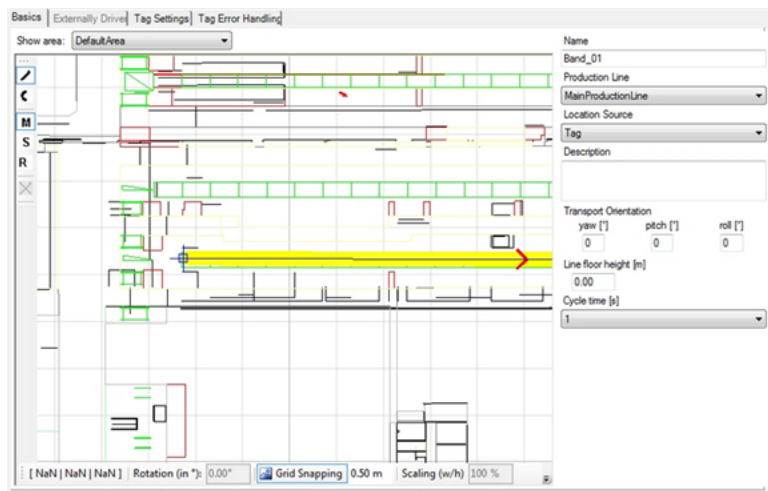 Basics Externally Driven Tag Settings Tag Error Handling
Show area: DefaultArea
M
S
R
[ NaN | NaN | NaN ] Rotation (in °): 0.00° Grid Snapping 0.50 m Scaling (w/h) 100 %
Name
Band_01
Production Line
MainProductionLine
Location Source
Tag
Description
Transport Orientation
yaw [°] pitch [°] roll [°]
0 0 0
Line floor height [m]
0.00
Cycle time [s]
1